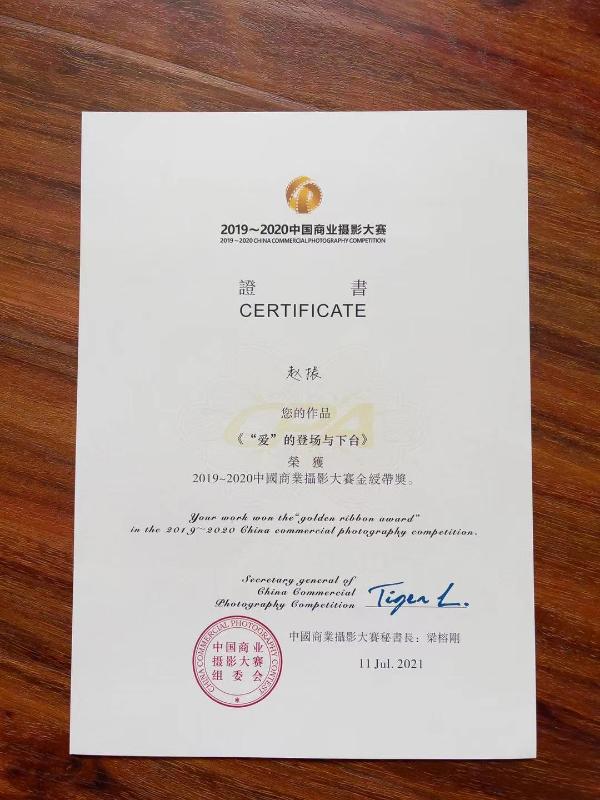 2019～2020中国商业摄影大赛
2019～2020 CHINA COMMERCIAL PHOTOGRAPHY COMPETITION
證 書
CERTIFICATE
赵振
您的作品
《“爱”的登场与下台》
榮 獲
2019~2020中國商業攝影大賽金綬帶獎。
Your work won the“golden ribbon award”
in the 2019～2020 China commercial photography competition.
Secretary general of
China Commercial
Photography Competition
Tiger L.
中國商業攝影大賽秘書長：梁榕剛
11 Jul. 2021
CHINA COMMERCIAL PHOTOGRAPHY CONTEST
中国商业
摄影大赛
组委会
CPA